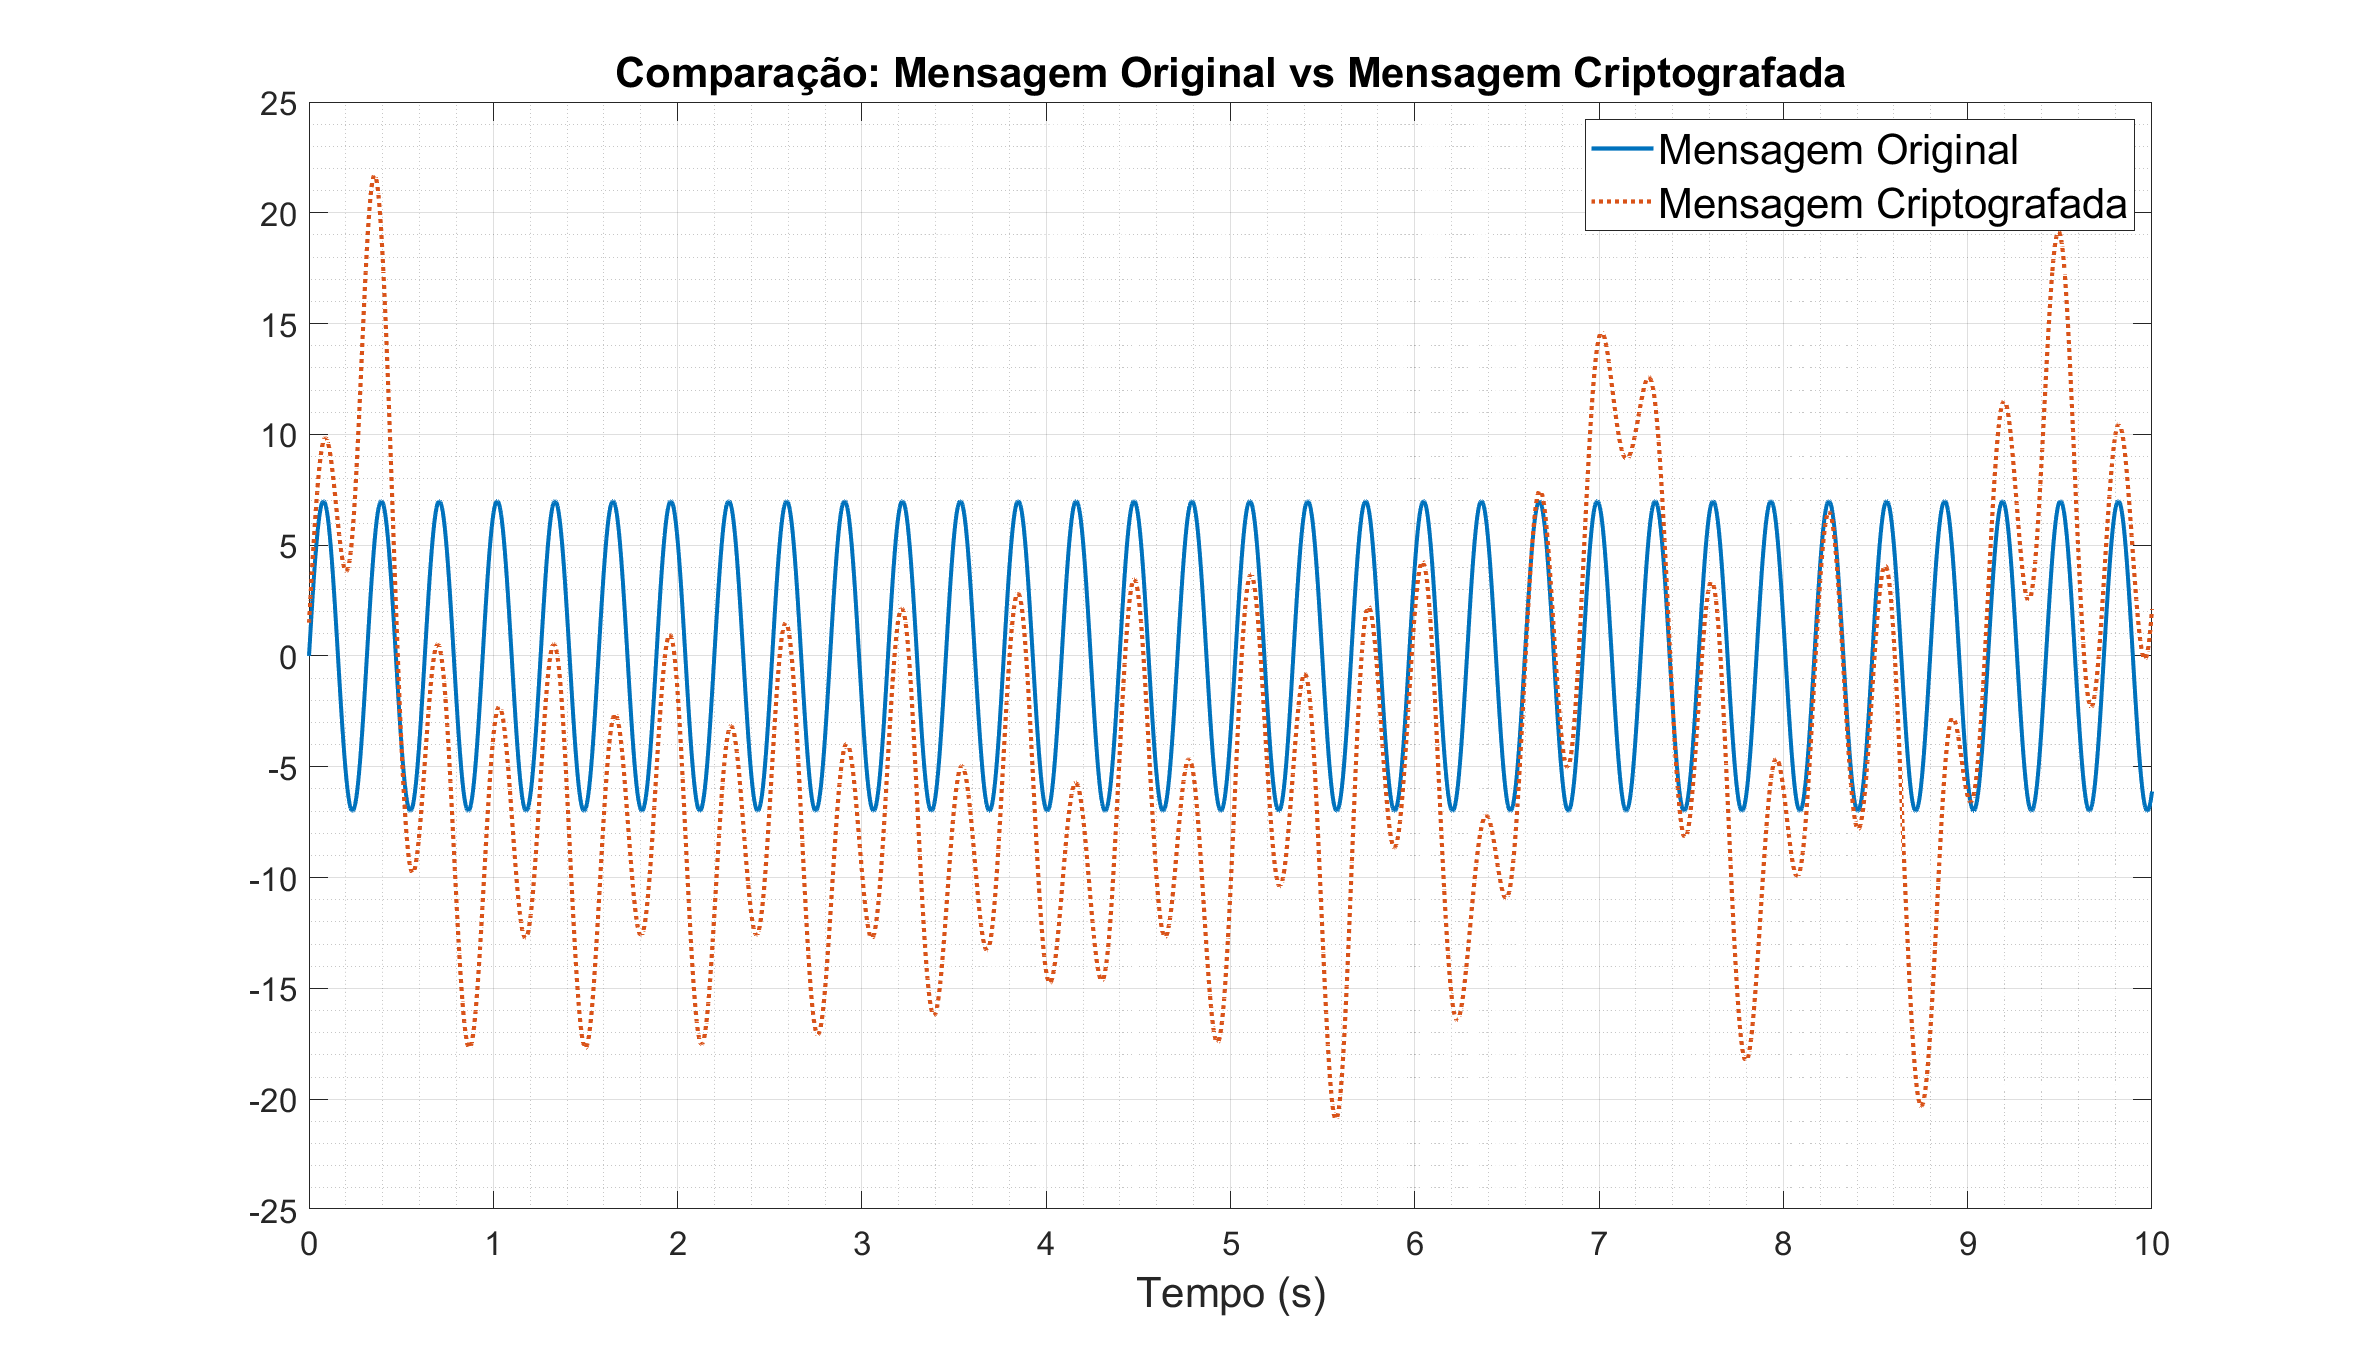 Comparação: Mensagem Original vs Mensagem Criptografada
25
20
15
10
5
0
-5
-10
-15
-20
-25
Mensagem Original
Mensagem Criptografada
0 1 2 3 4 5 6 7 8 9 10
Tempo (s)